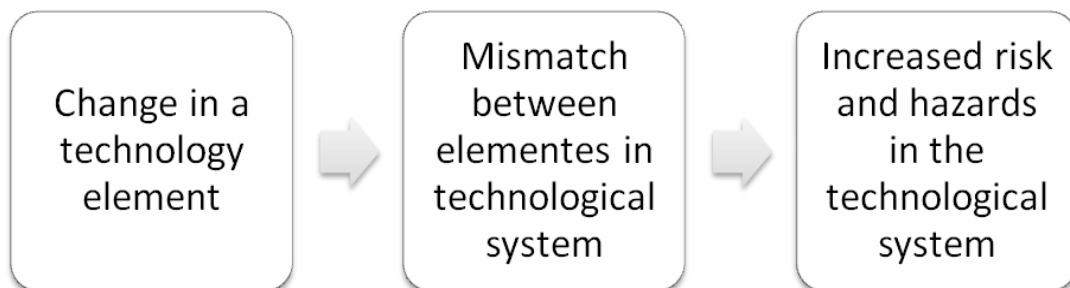 Change in a
technology
element
Mismatch
between
elementes in
technological
system
Increased risk
and hazards
in the
technological
system